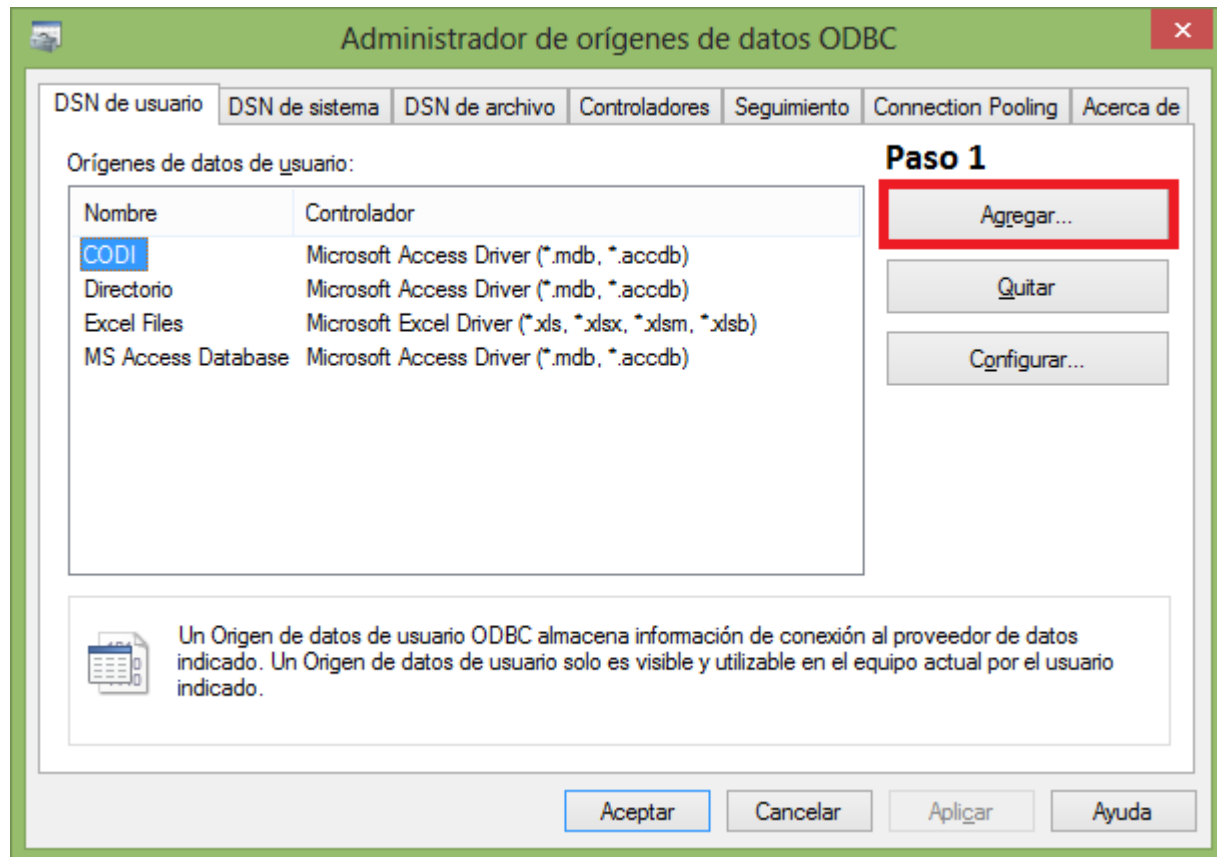 Administrador de orígenes de datos ODBC
DSN de usuario DSN de sistema DSN de archivo Controladores Seguimiento Connection Pooling Acerca de
Orígenes de datos de usuario:
Paso 1
Nombre Controlador
CODI Microsoft Access Driver (*.mdb, *.accdb)
Directorio Microsoft Access Driver (*.mdb, *.accdb)
Excel Files Microsoft Excel Driver (*.xls, *.xlsx, *.xlsm, *.xlsb)
MS Access Database Microsoft Access Driver (*.mdb, *.accdb)
Agregar...
Quitar
Configurar...
Un Origen de datos de usuario ODBC almacena información de conexión al proveedor de datos
indicado. Un Origen de datos de usuario solo es visible y utilizable en el equipo actual por el usuario
indicado.
Aceptar Cancelar Aplicar Ayuda